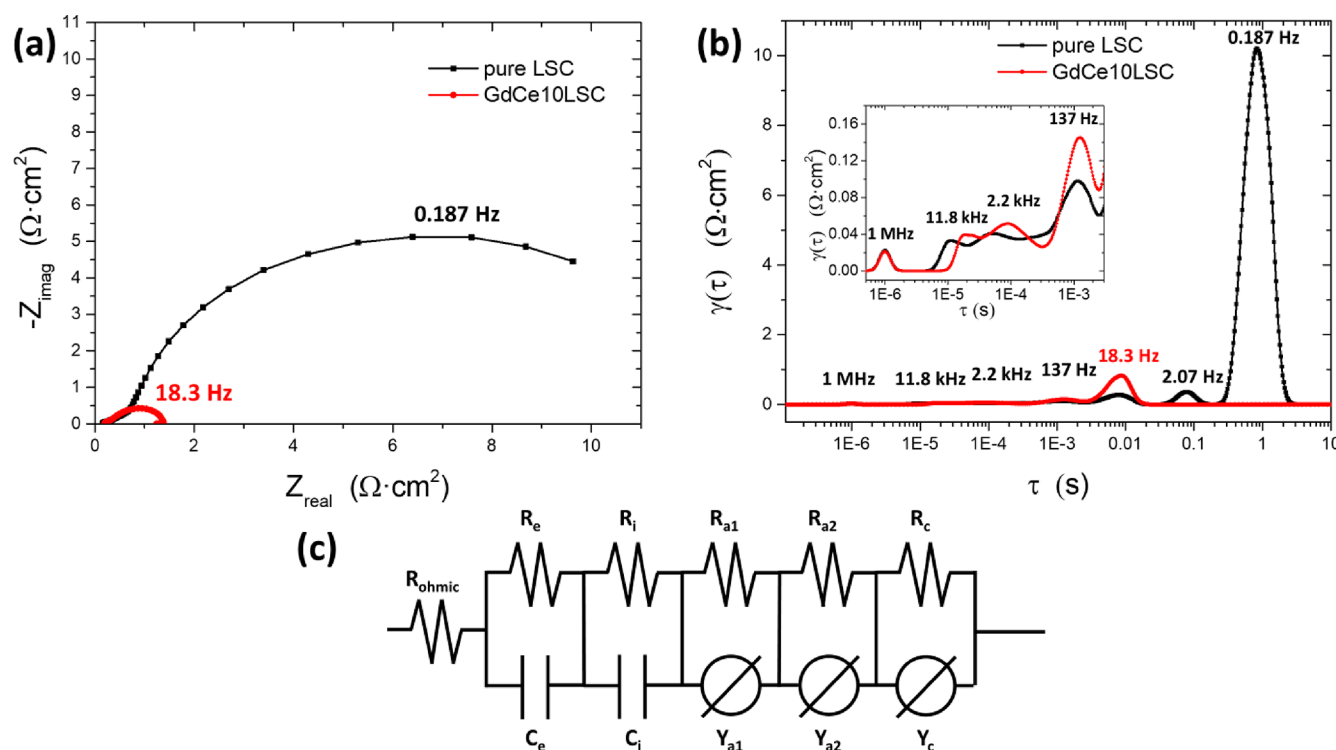 (a)
pure LSC
GdCe10LSC
0.187 Hz
18.3 Hz
-Z_imag (Ω·cm²)
11
10
9
8
7
6
5
4
3
2
1
0
0 2 4 6 8 10
Z_real (Ω·cm²)
(b)
pure LSC
GdCe10LSC
0.187 Hz
γ(τ) (Ω·cm²)
10
8
6
4
2
0
γ(τ) (Ω·cm²)
0.16
0.12
0.08
0.04
0.00
137 Hz
2.2 kHz
11.8 kHz
1 MHz
1E-6 1E-5 1E-4 1E-3
τ (s)
1 MHz 11.8 kHz 2.2 kHz 137 Hz 18.3 Hz 2.07 Hz
1E-6 1E-5 1E-4 1E-3 0.01 0.1 1 10
τ (s)
(c)
R_ohmic
R_e R_i R_a1 R_a2 R_c
C_e C_i Y_a1 Y_a2 Y_c